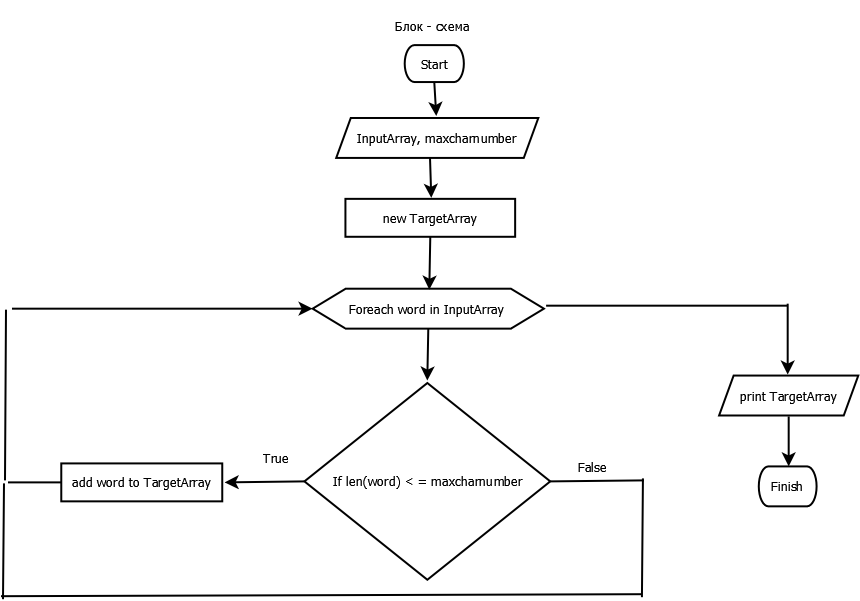 Блок - схема
Start
InputArray, maxcharnumber
new TargetArray
Foreach word in InputArray
print TargetArray
True
False
add word to TargetArray
If len(word) < = maxcharnumber
Finish